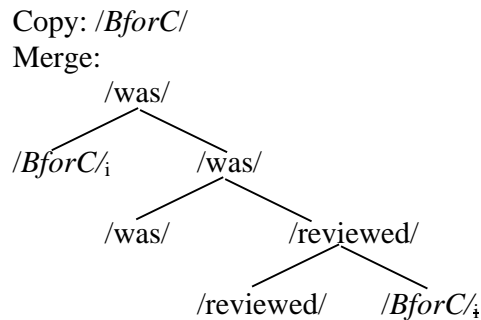 Copy: /BforC/
Merge:
/was/
/BforC/i /was/
/was/ /reviewed/
/reviewed/ /BforC/i